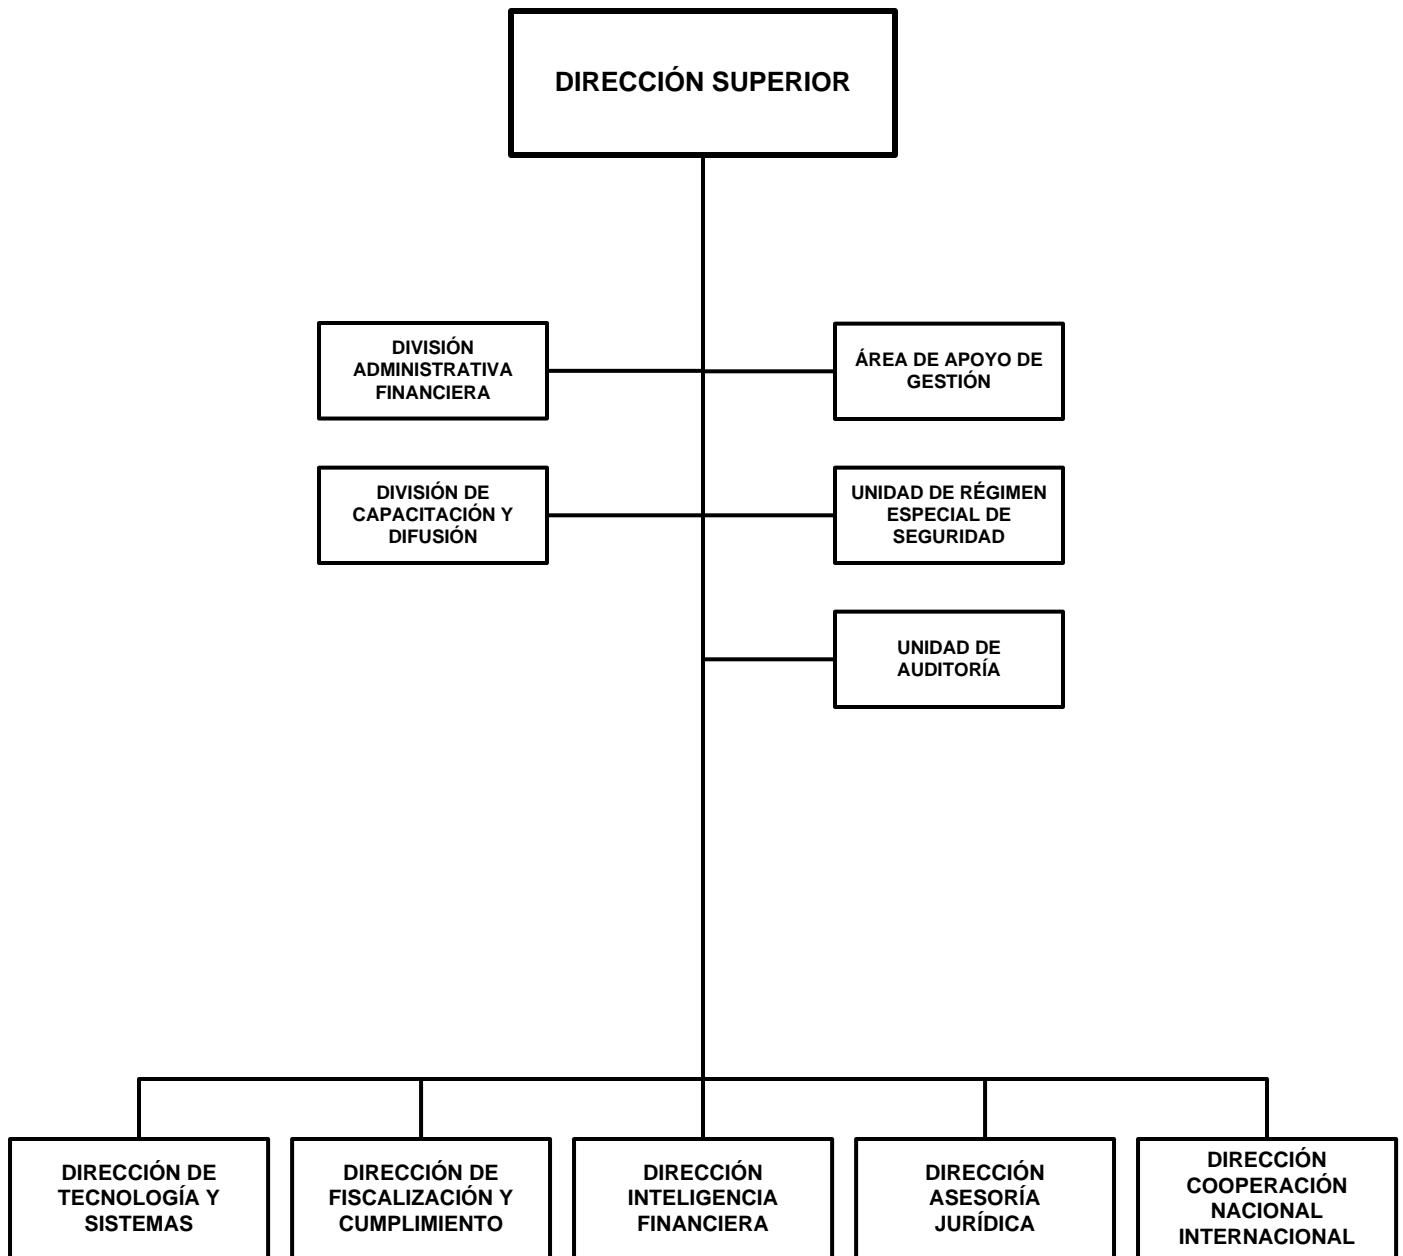 DIRECCIÓN SUPERIOR
DIVISIÓN
ADMINISTRATIVA
FINANCIERA
ÁREA DE APOYO DE
GESTIÓN
DIVISIÓN DE
CAPACITACIÓN Y
DIFUSIÓN
UNIDAD DE RÉGIMEN
ESPECIAL DE
SEGURIDAD
UNIDAD DE
AUDITORÍA
DIRECCIÓN DE
TECNOLOGÍA Y
SISTEMAS
DIRECCIÓN DE
FISCALIZACIÓN Y
CUMPLIMIENTO
DIRECCIÓN
INTELIGENCIA
FINANCIERA
DIRECCIÓN
ASESORÍA
JURÍDICA
DIRECCIÓN
COOPERACIÓN
NACIONAL
INTERNACIONAL